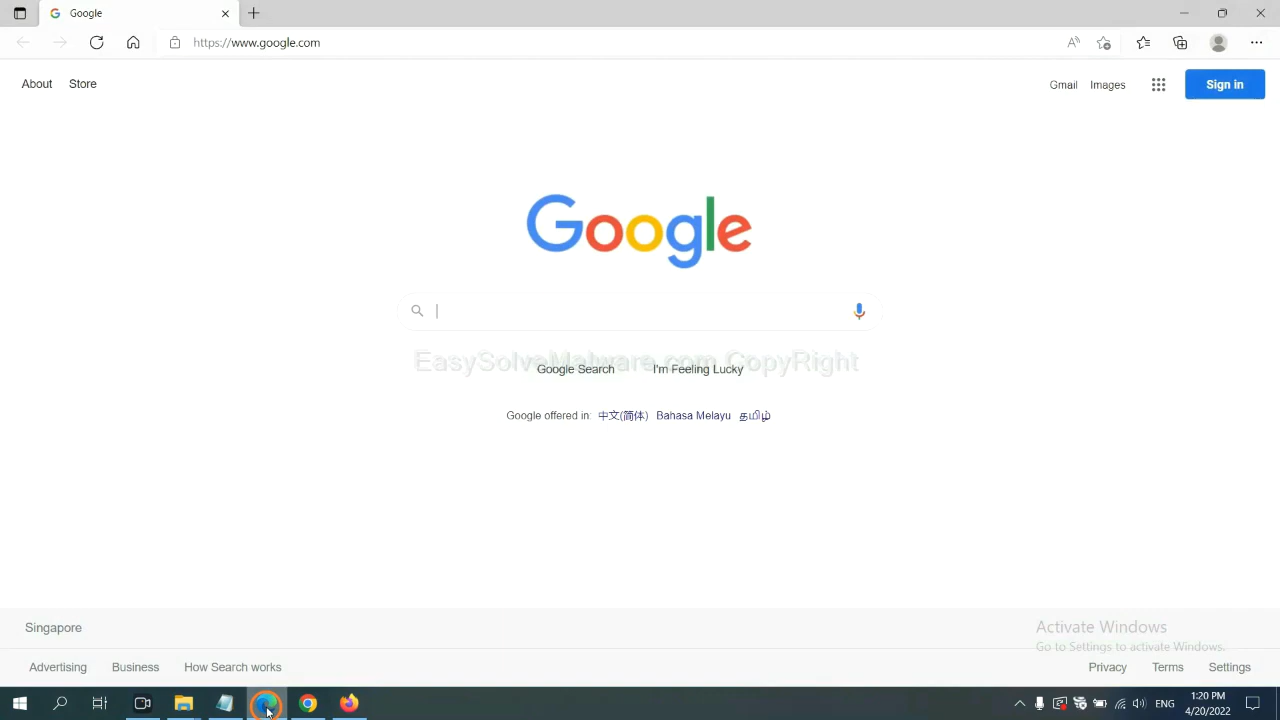 Google
https://www.google.com
About Store
Gmail Images Sign in
Google
EasySolveMalware.com CopyRight
Google Search I'm Feeling Lucky
Google offered in: 中文(简体) Bahasa Melayu தமிழ்
Singapore
Activate Windows
Go to Settings to activate Windows.
Advertising Business How Search works
Privacy Terms Settings
ENG
1:20 PM
4/20/2022